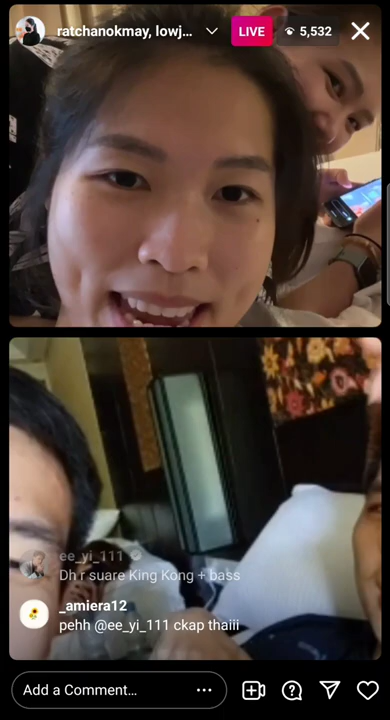 ratchanokmay, lowj...
LIVE
5,532
ee_yi_111
Dh r suare King Kong + bass
_amiera12
pehh @ee_yi_111 ckap thaiii
Add a Comment...